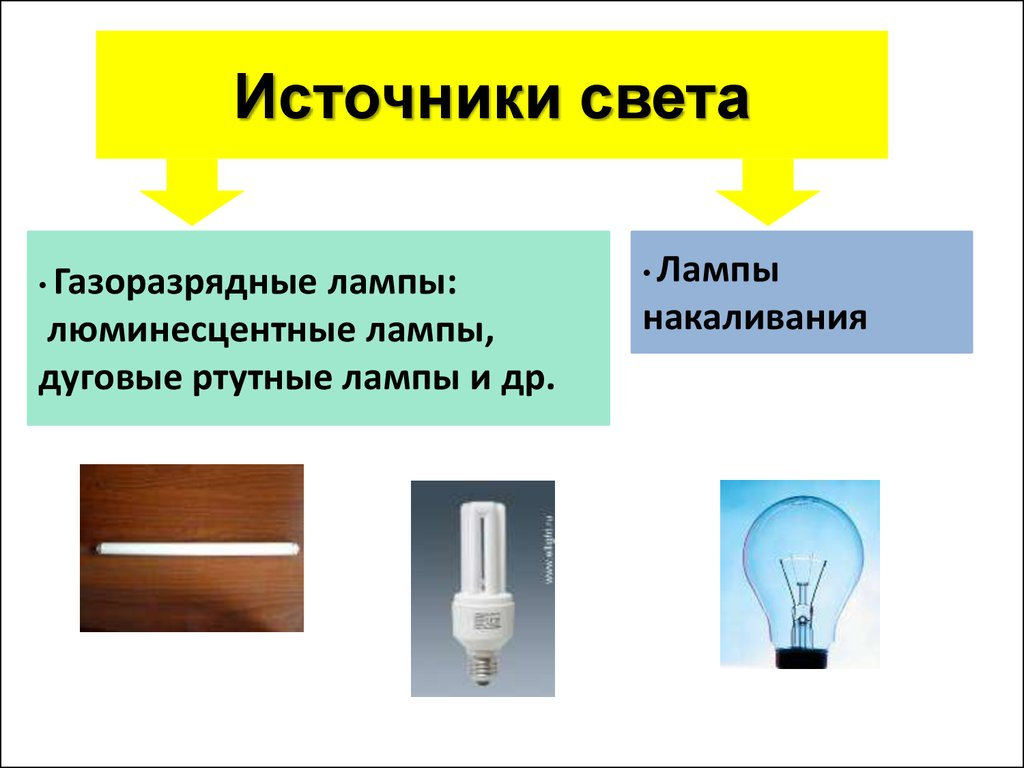 Источники света
• Газоразрядные лампы:
люминесцентные лампы,
дуговые ртутные лампы и др.
• Лампы
накаливания